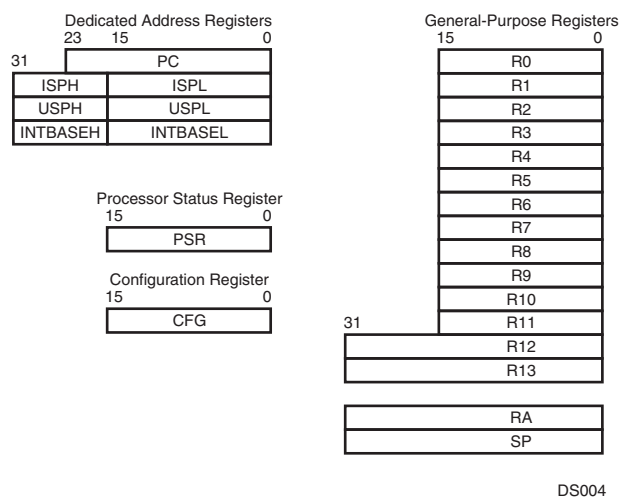 Dedicated Address Registers
23 15 0
31
PC
ISPH ISPL
USPH USPL
INTBASEH INTBASEL
Processor Status Register
15 0
PSR
Configuration Register
15 0
CFG
General-Purpose Registers
15 0
R0
R1
R2
R3
R4
R5
R6
R7
R8
R9
R10
31 R11
R12
R13
RA
SP
DS004